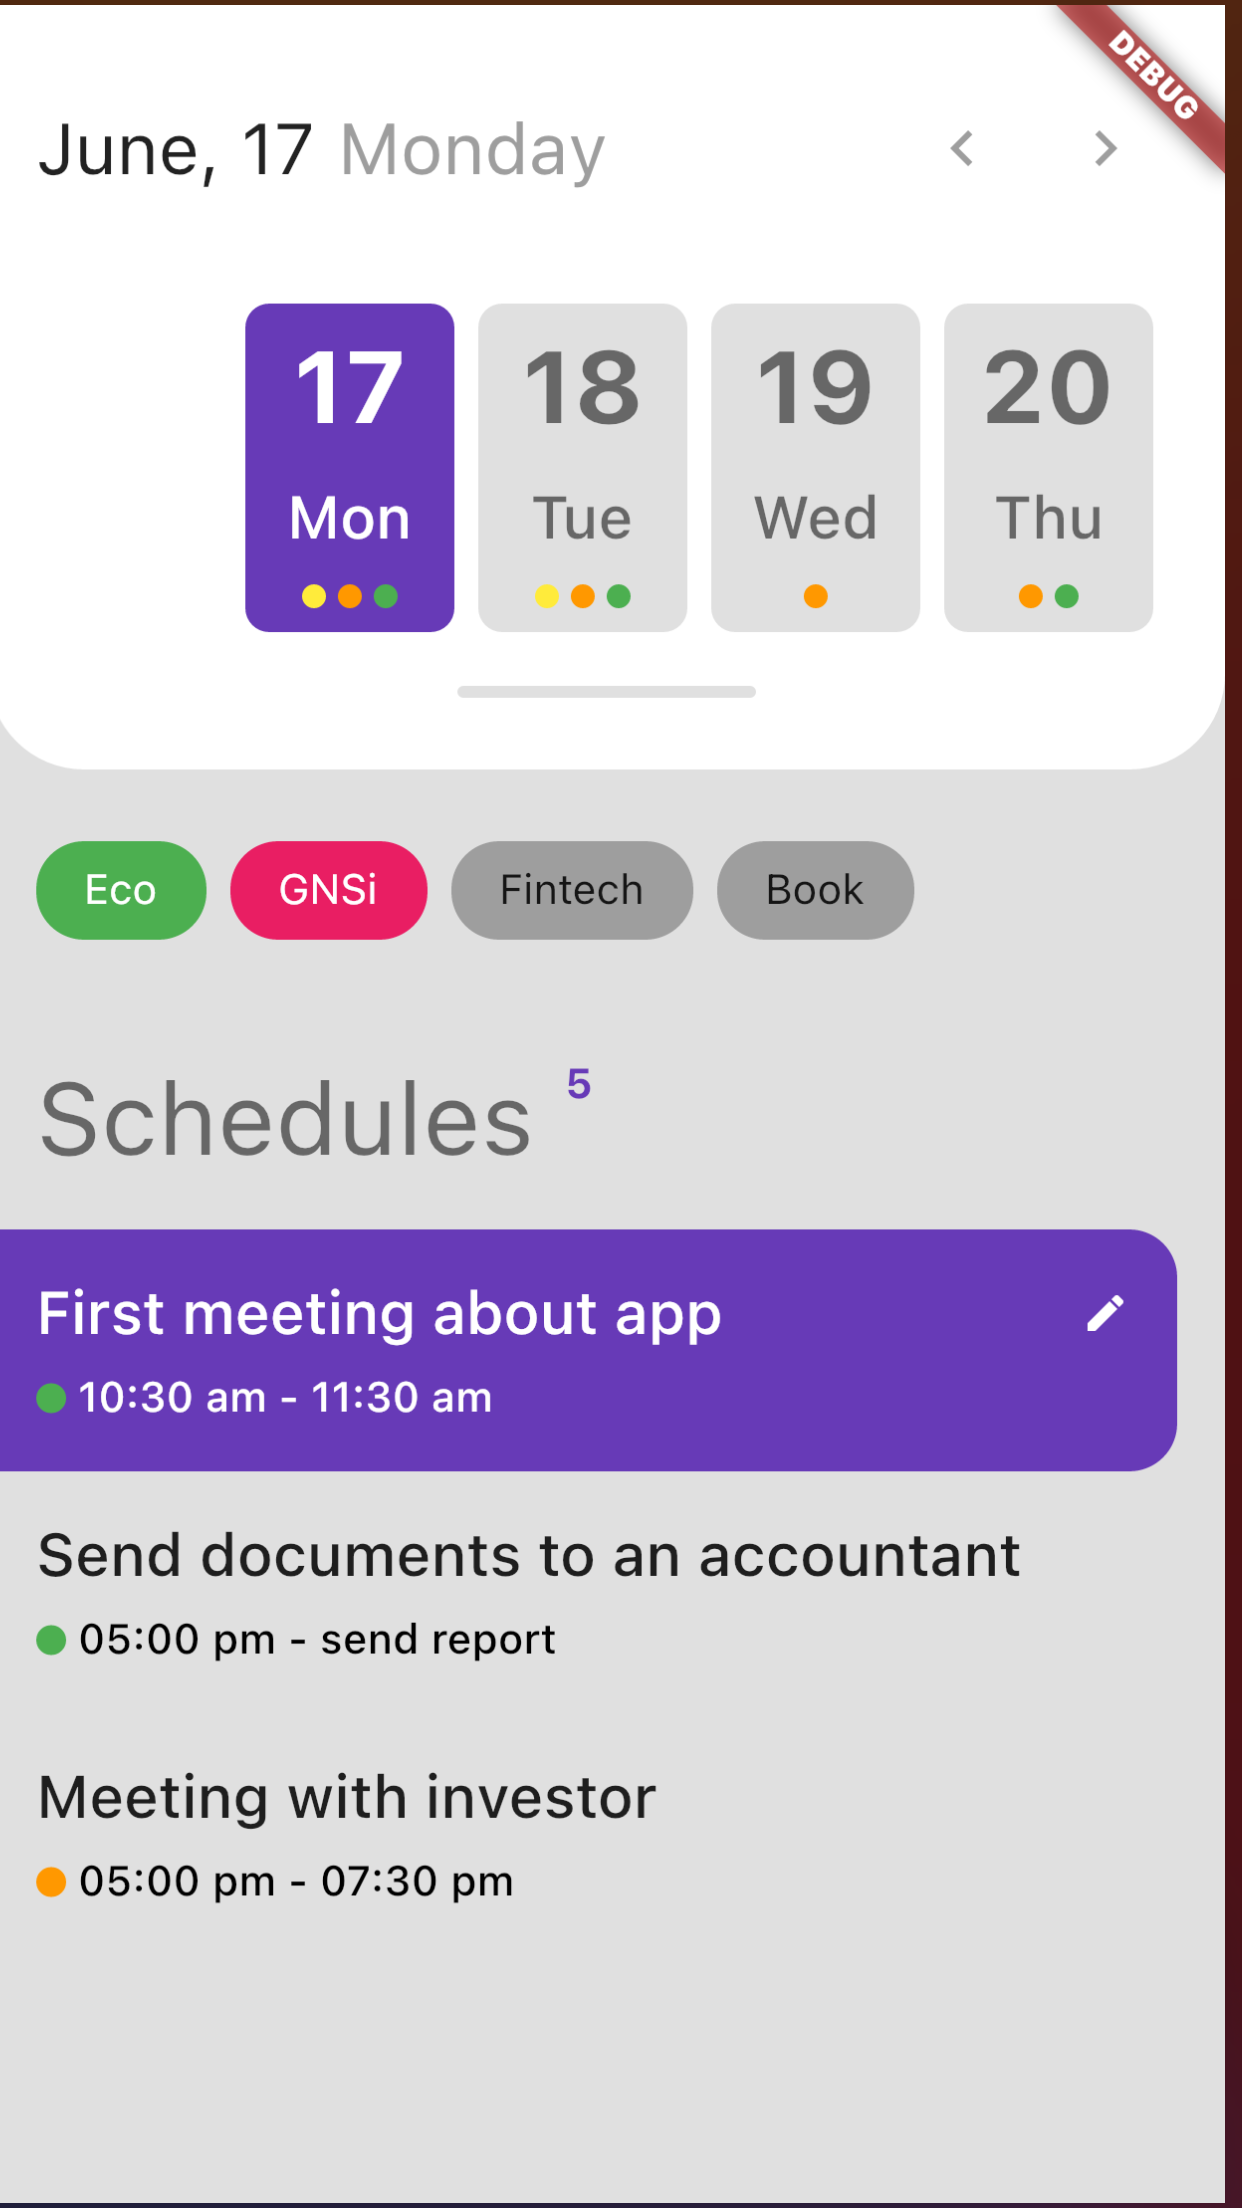 DEBUG
June, 17 Monday
17 18 19 20
Mon Tue Wed Thu
Eco GNSi Fintech Book
Schedules 5
First meeting about app
10:30 am - 11:30 am
Send documents to an accountant
05:00 pm - send report
Meeting with investor
05:00 pm - 07:30 pm